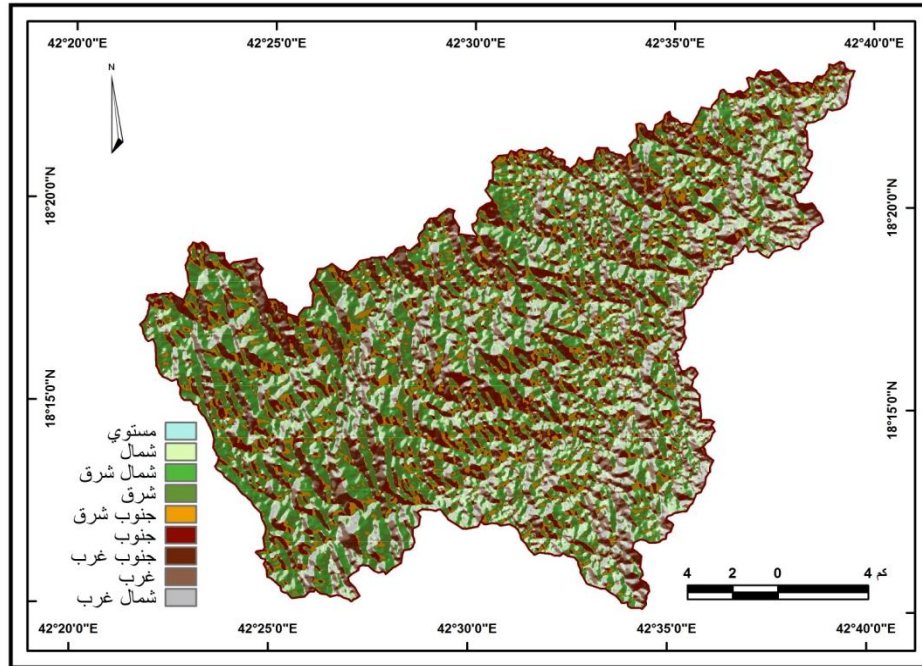 42°20'0"E 42°25'0"E 42°30'0"E 42°35'0"E 42°40'0"E
N
18°20'0"N
18°20'0"N
18°15'0"N
18°15'0"N
مستوي
شمال
شمال شرق
شرق
جنوب شرق
جنوب
جنوب غرب
غرب
شمال غرب
4 2 0 4 كم
42°20'0"E 42°25'0"E 42°30'0"E 42°35'0"E 42°40'0"E